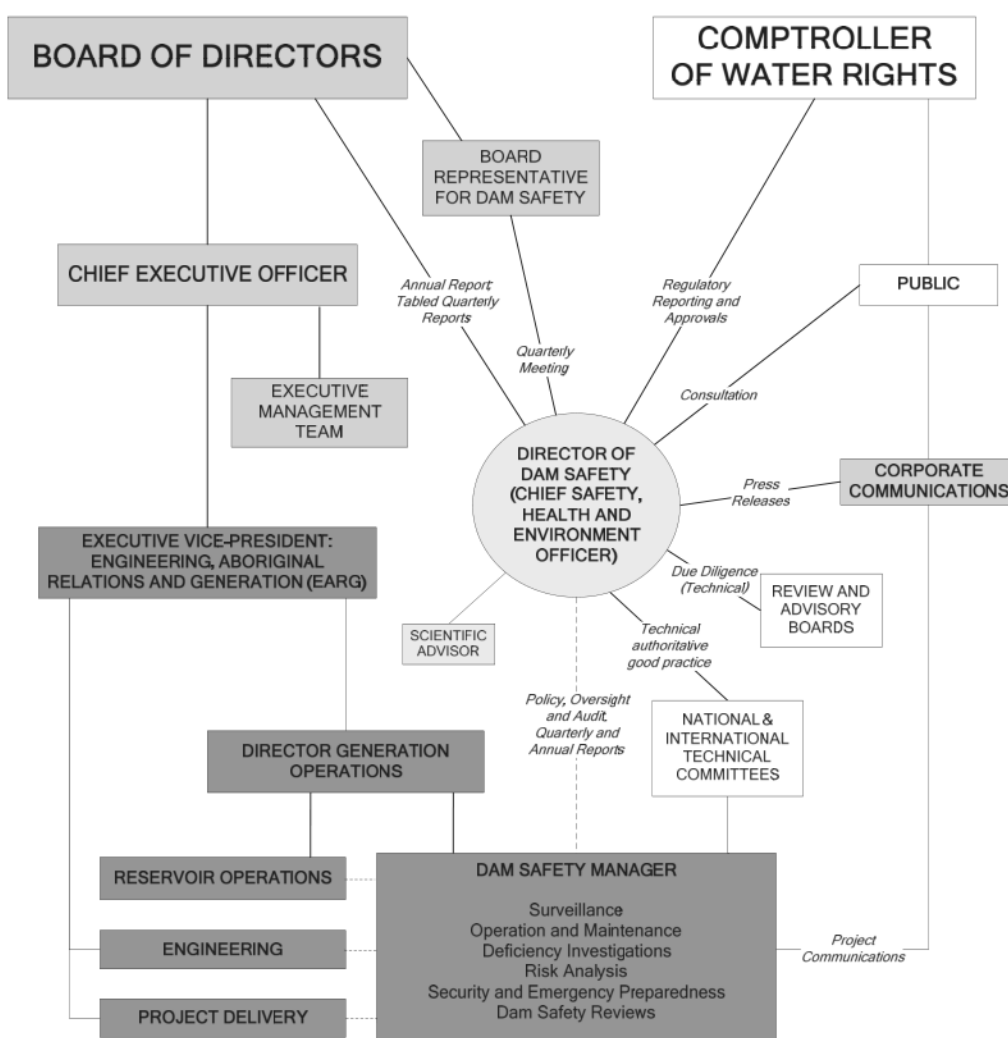 BOARD OF DIRECTORS
COMPTROLLER
OF WATER RIGHTS
BOARD
REPRESENTATIVE
FOR DAM SAFETY
CHIEF EXECUTIVE OFFICER
Annual Report;
Tabled Quarterly
Reports
Regulatory
Reporting and
Approvals
PUBLIC
Quarterly
Meeting
EXECUTIVE
MANAGEMENT
TEAM
Consultation
DIRECTOR OF
DAM SAFETY
(CHIEF SAFETY,
HEALTH AND
ENVIRONMENT
OFFICER)
Press
Releases
CORPORATE
COMMUNICATIONS
EXECUTIVE VICE-PRESIDENT:
ENGINEERING, ABORIGINAL
RELATIONS AND GENERATION (EARG)
Due Diligence
(Technical)
REVIEW AND
ADVISORY
BOARDS
SCIENTIFIC
ADVISOR
Technical
authoritative
good practice
Policy, Oversight
and Audit,
Quarterly and
Annual Reports
NATIONAL &
INTERNATIONAL
TECHNICAL
COMMITTEES
DIRECTOR GENERATION
OPERATIONS
RESERVOIR OPERATIONS
ENGINEERING
PROJECT DELIVERY
DAM SAFETY MANAGER
Surveillance
Operation and Maintenance
Deficiency Investigations
Risk Analysis
Security and Emergency Preparedness
Dam Safety Reviews
Project
Communications